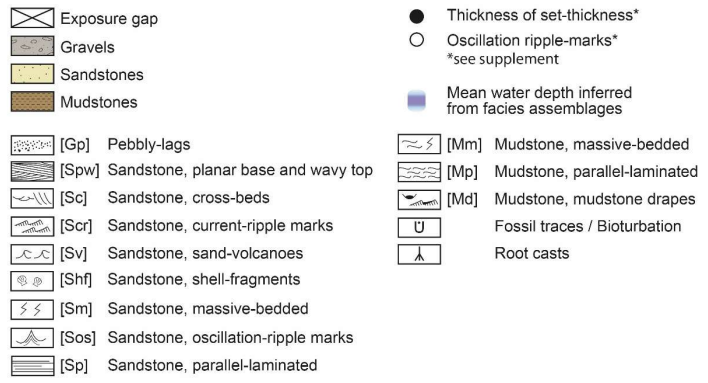 Exposure gap
Gravels
Sandstones
Mudstones
[Gp] Pebbly-lags
[Spw] Sandstone, planar base and wavy top
[Sc] Sandstone, cross-beds
[Scr] Sandstone, current-ripple marks
[Sv] Sandstone, sand-volcanoes
[Shf] Sandstone, shell-fragments
[Sm] Sandstone, massive-bedded
[Sos] Sandstone, oscillation-ripple marks
[Sp] Sandstone, parallel-laminated
Thickness of set-thickness*
Oscillation ripple-marks*
*see supplement
Mean water depth inferred
from facies assemblages
[Mm] Mudstone, massive-bedded
[Mp] Mudstone, parallel-laminated
[Md] Mudstone, mudstone drapes
Fossil traces / Bioturbation
Root casts